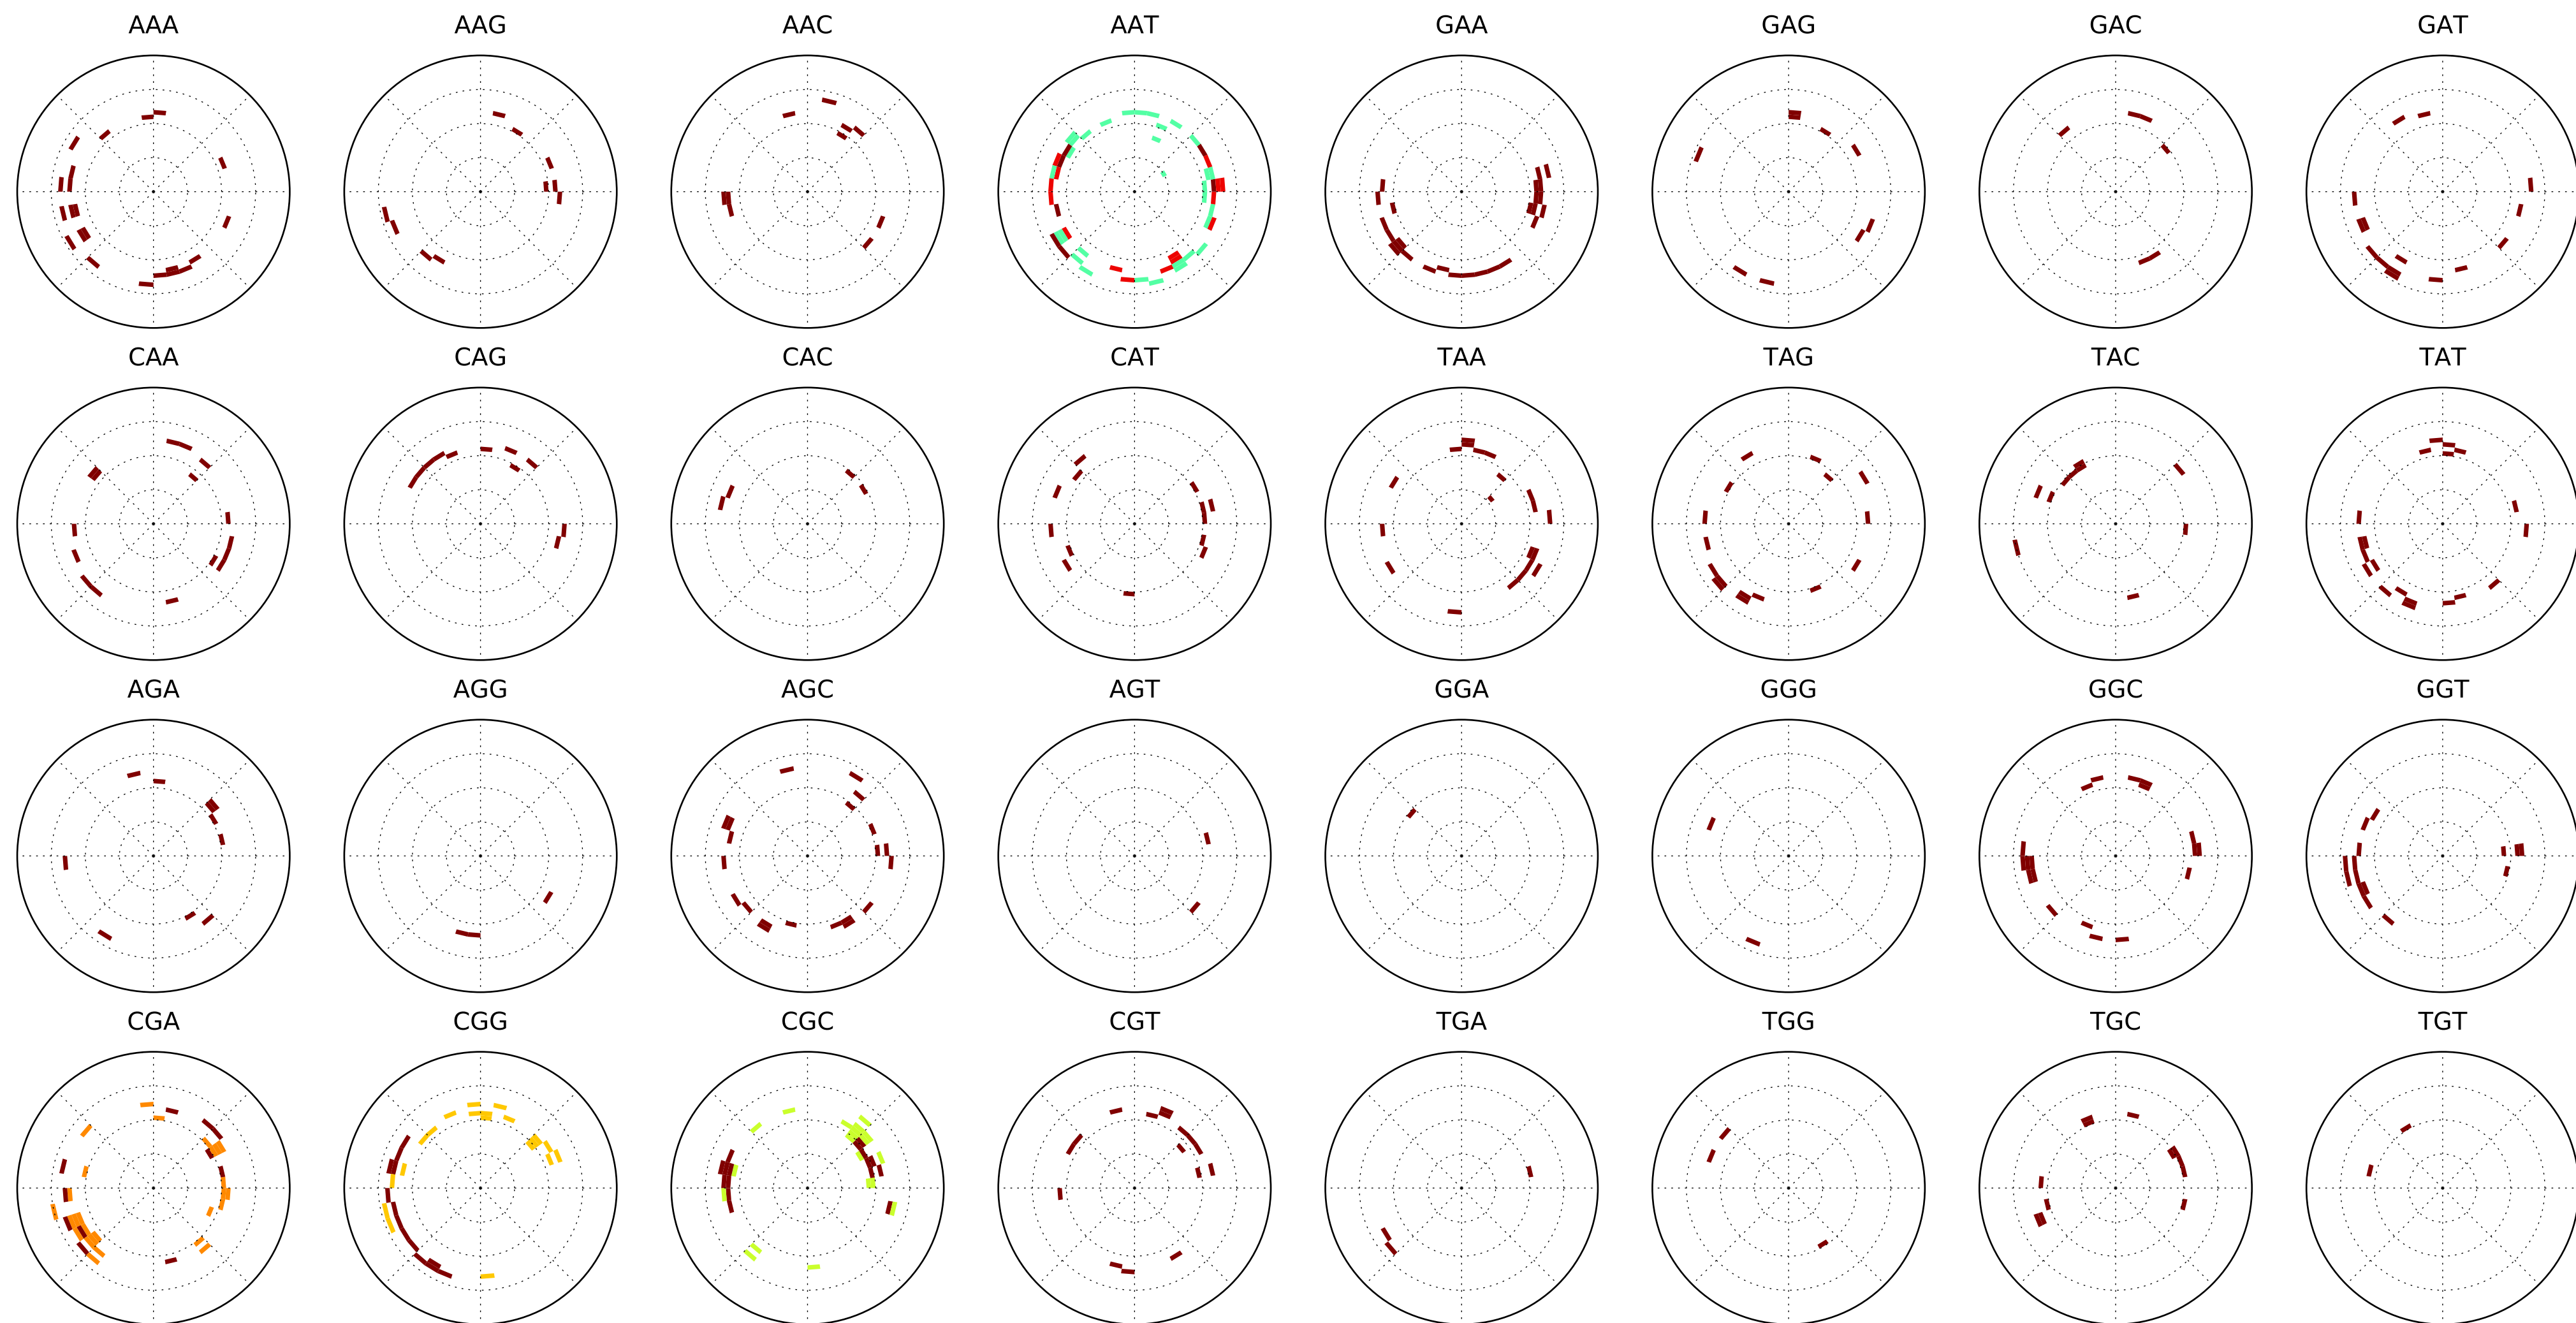 AAA AAG AAC AAT GAA GAG GAC GAT
CAA CAG CAC CAT TAA TAG TAC TAT
AGA AGG AGC AGT GGA GGG GGC GGT
CGA CGG CGC CGT TGA TGG TGC TGT